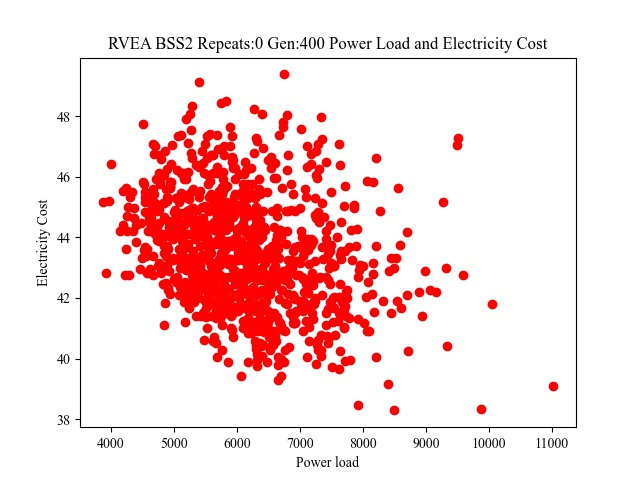 RVEA BSS2 Repeats:0 Gen:400 Power Load and Electricity Cost
48
46
44
42
40
38
Electricity Cost
4000 5000 6000 7000 8000 9000 10000 11000
Power load